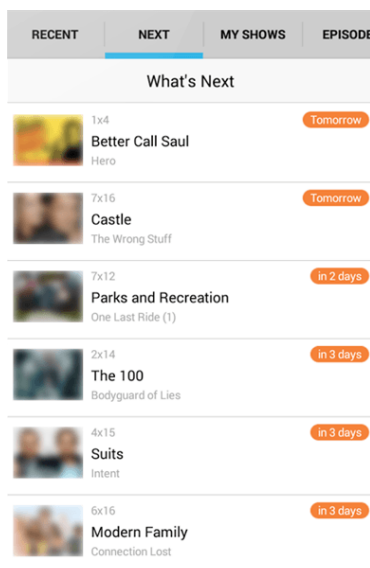 RECENT NEXT MY SHOWS EPISODE
What's Next
1x4 Tomorrow
Better Call Saul
Hero
7x16 Tomorrow
Castle
The Wrong Stuff
7x12 in 2 days
Parks and Recreation
One Last Ride (1)
2x14 in 3 days
The 100
Bodyguard of Lies
4x15 in 3 days
Suits
Intent
6x16 in 3 days
Modern Family
Connection Lost